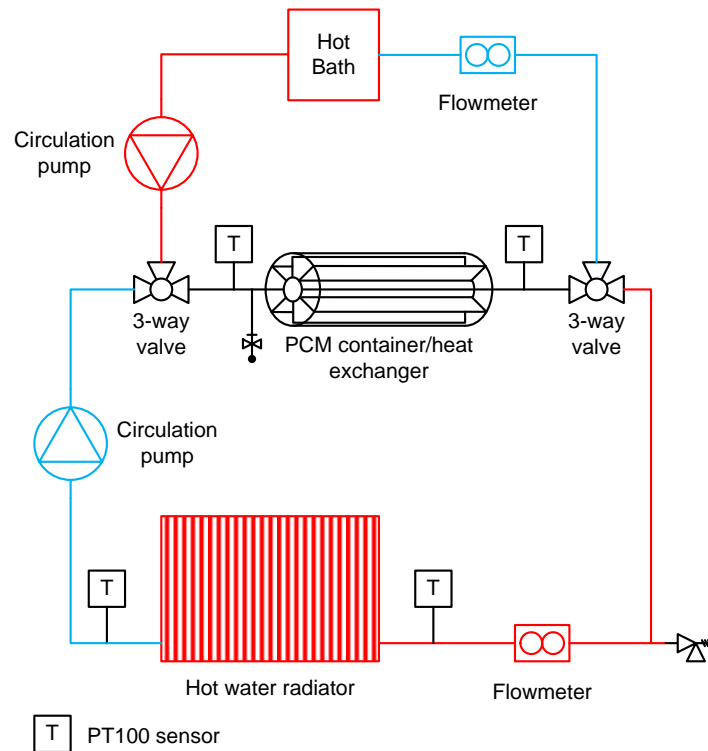 Hot
Bath
Flowmeter
Circulation
pump
T
T
3-way
valve
PCM container/heat
exchanger
3-way
valve
Circulation
pump
T
T
Hot water radiator
Flowmeter
T
PT100 sensor